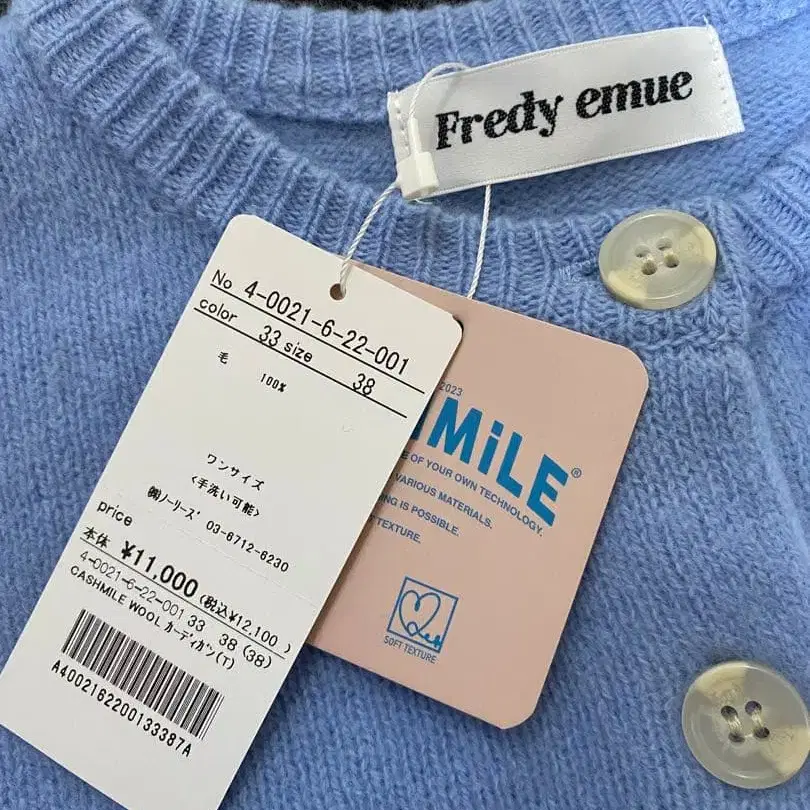 Fredy emue
No 4-0021-6-22-001
color 33 size 38
毛 100%
ワンサイズ
<手洗い可能>
㈱ノーリーズ 03-6712-6230
price
本体 ¥11,000 (税込¥12,100)
4-0021-6-22-001 33 38 (38)
CASHMILE WOOL カーディガン(T)
A4002162200133387A
2023
MiLE®
OF YOUR OWN TECHNOLOGY.
VARIOUS MATERIALS.
IS POSSIBLE.
TEXTURE.
SOFT TEXTURE